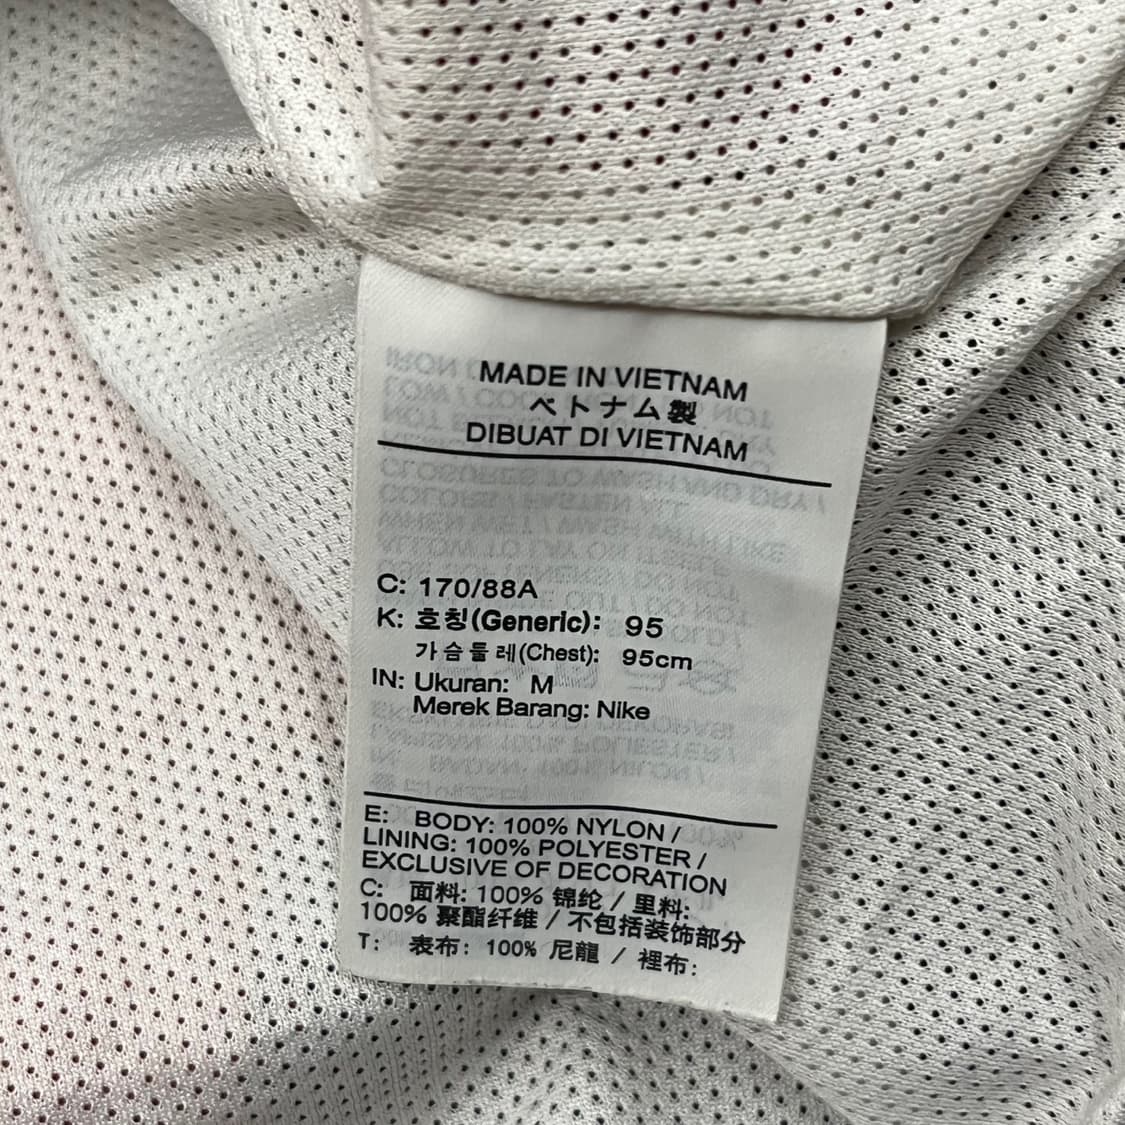 MADE IN VIETNAM
ベトナム製
DIBUAT DI VIETNAM
C: 170/88A
K: 호칭(Generic): 95
가슴둘레(Chest): 95cm
IN: Ukuran: M
Merek Barang: Nike
E: BODY: 100% NYLON /
LINING: 100% POLYESTER /
EXCLUSIVE OF DECORATION
C: 面料: 100% 锦纶 / 里料:
100% 聚酯纤维 / 不包括装饰部分
T: 表布: 100% 尼龍 / 裡布: